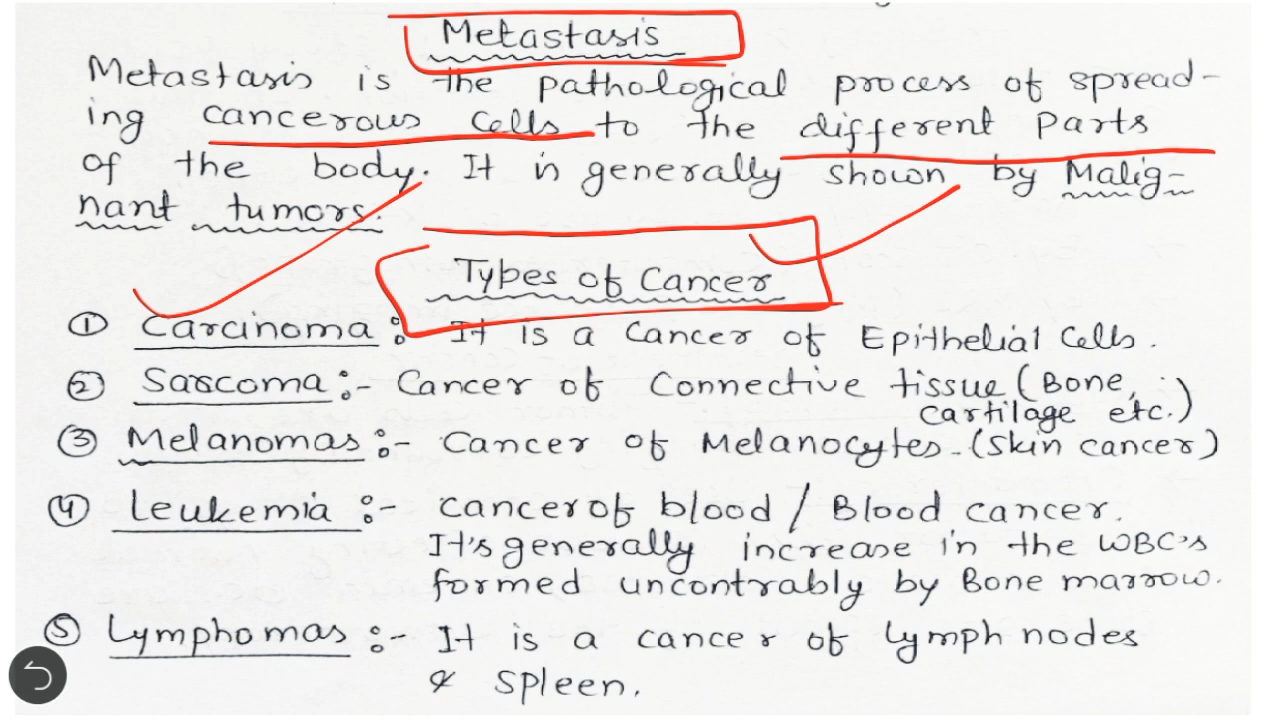 Metastasis
Metastasis is the pathological process of spread-
ing cancerous cells to the different Parts
of the body. It is generally shown by Malig-
nant tumors.
Types of Cancer
① Carcinoma :- It is a Cancer of Epithelial Cells.
② Sarcoma :- Cancer of Connective tissue (Bone,
cartilage etc.)
③ Melanomas :- Cancer of Melanocytes - (Skin cancer)
④ Leukemia :- cancer of blood / Blood cancer.
It's generally increase in the WBC's
formed uncontrably by Bone marrow.
⑤ Lymphomas :- It is a cancer of Lymph nodes
& Spleen.